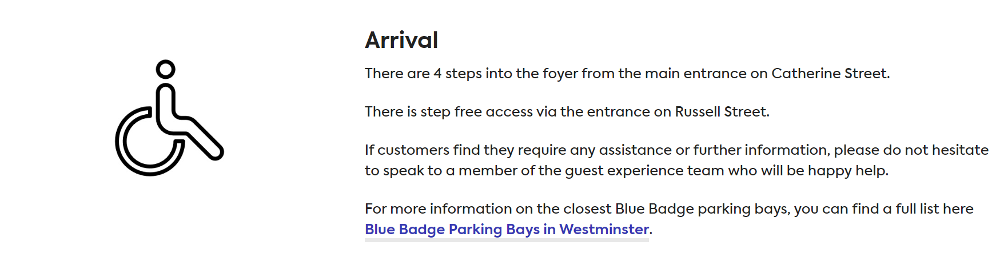 Arrival
There are 4 steps into the foyer from the main entrance on Catherine Street.
There is step free access via the entrance on Russell Street.
If customers find they require any assistance or further information, please do not hesitate
to speak to a member of the guest experience team who will be happy help.
For more information on the closest Blue Badge parking bays, you can find a full list here
Blue Badge Parking Bays in Westminster.